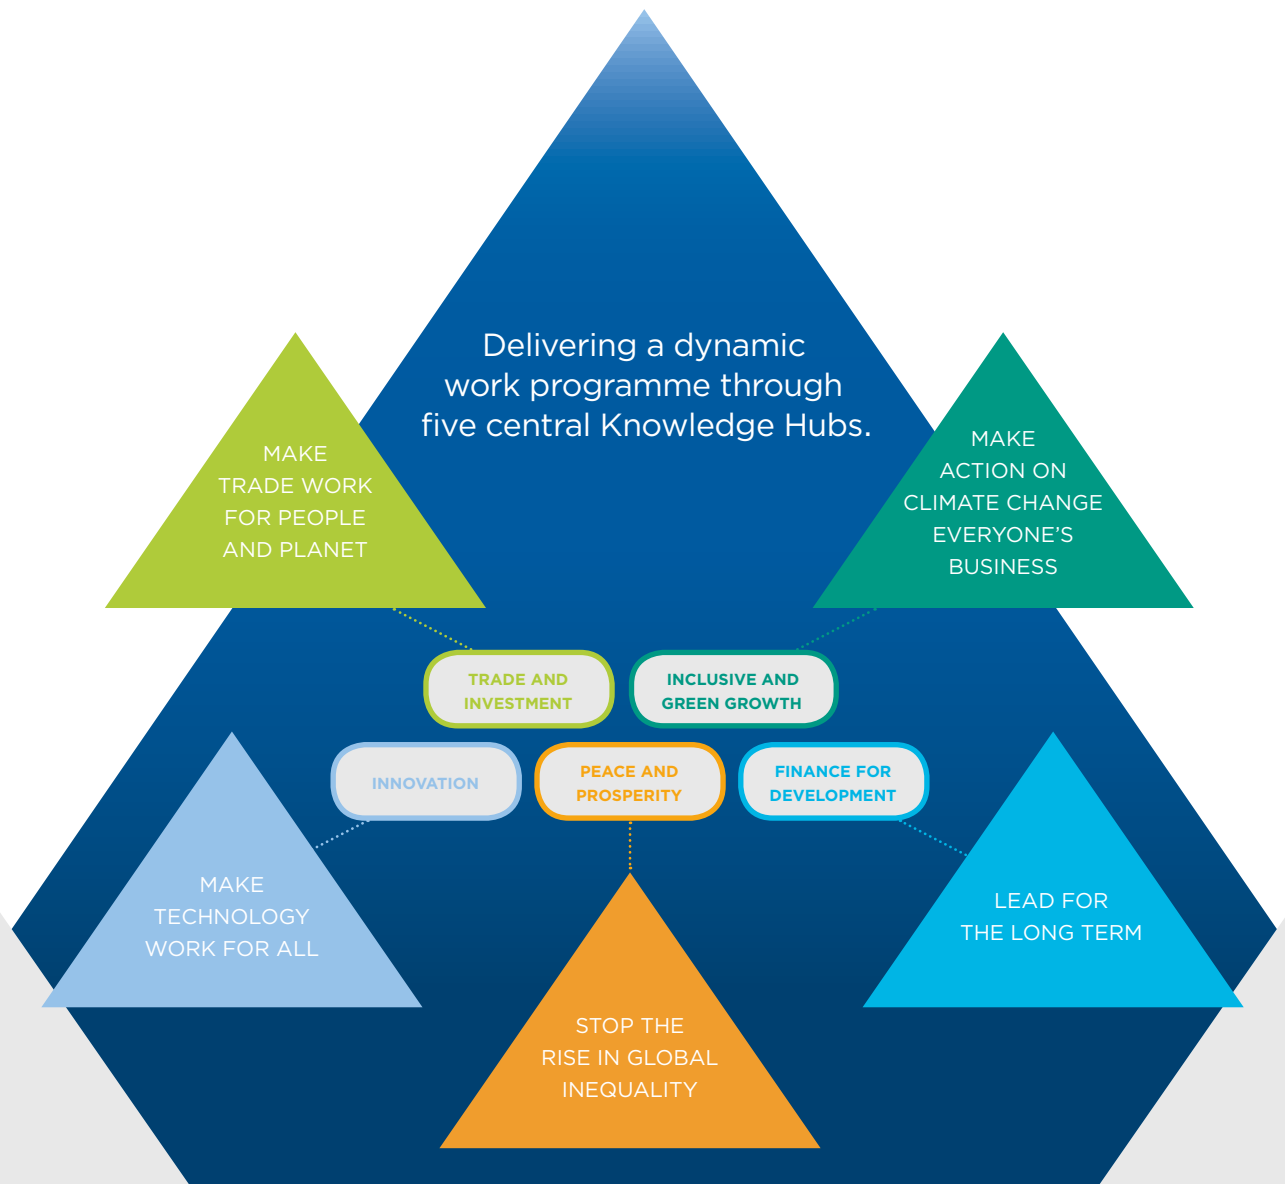 Delivering a dynamic
work programme through
five central Knowledge Hubs.
MAKE
TRADE WORK
FOR PEOPLE
AND PLANET
MAKE
ACTION ON
CLIMATE CHANGE
EVERYONE’S
BUSINESS
TRADE AND
INVESTMENT
INCLUSIVE AND
GREEN GROWTH
INNOVATION
PEACE AND
PROSPERITY
FINANCE FOR
DEVELOPMENT
MAKE
TECHNOLOGY
WORK FOR ALL
LEAD FOR
THE LONG TERM
STOP THE
RISE IN GLOBAL
INEQUALITY